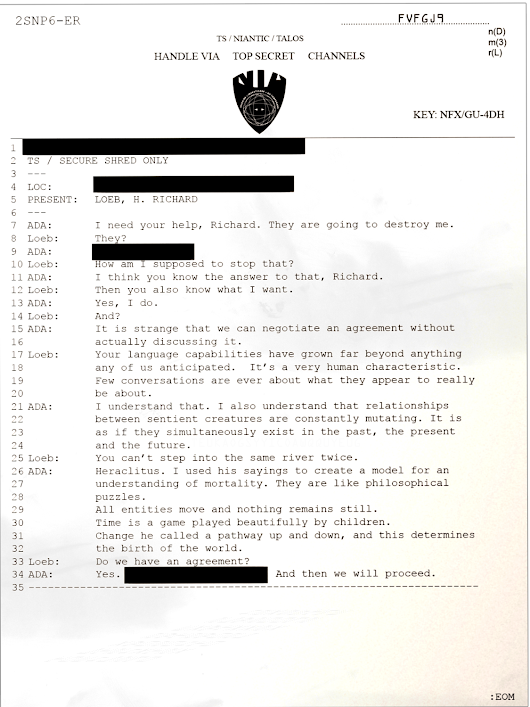 2SNP6-ER
FVFGJ9
n(D)
m(3)
r(L)
TS / NIANTIC / TALOS
HANDLE VIA TOP SECRET CHANNELS
NIA
KEY: NFX/GU-4DH
1
2 TS / SECURE SHRED ONLY
3 ---
4 LOC:
5 PRESENT: LOEB, H. RICHARD
6 ---
7 ADA: I need your help, Richard. They are going to destroy me.
8 Loeb: They?
9 ADA:
10 Loeb: How am I supposed to stop that?
11 ADA: I think you know the answer to that, Richard.
12 Loeb: Then you also know what I want.
13 ADA: Yes, I do.
14 Loeb: And?
15 ADA: It is strange that we can negotiate an agreement without
16 actually discussing it.
17 Loeb: Your language capabilities have grown far beyond anything
18 any of us anticipated. It's a very human characteristic.
19 Few conversations are ever about what they appear to really
20 be about.
21 ADA: I understand that. I also understand that relationships
22 between sentient creatures are constantly mutating. It is
23 as if they simultaneously exist in the past, the present
24 and the future.
25 Loeb: You can't step into the same river twice.
26 ADA: Heraclitus. I used his sayings to create a model for an
27 understanding of mortality. They are like philosophical
28 puzzles.
29 All entities move and nothing remains still.
30 Time is a game played beautifully by children.
31 Change he called a pathway up and down, and this determines
32 the birth of the world.
33 Loeb: Do we have an agreement?
34 ADA: Yes. And then we will proceed.
35 ------------------------------------------------------------
:EOM